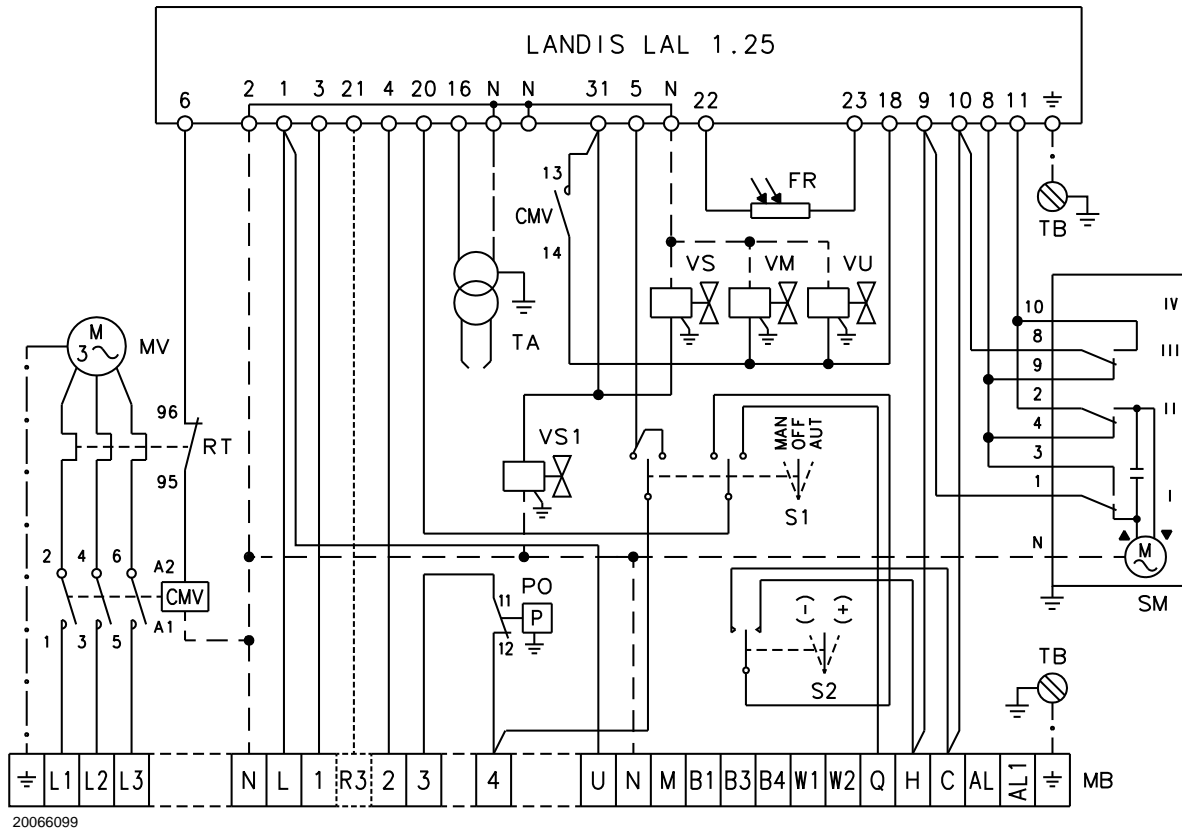 LANDIS LAL 1.25
6 2 1 3 21 4 20 16 N N 31 5 N 22 23 18 9 10 8 11
13
CMV
14
FR
TB
VS VM VU
TA
10 IV
8
III
9
2
II
4
3
1
I
N
M
SM
M
3
MV
96
RT
95
VS1
MAN
OFF
AUT
S1
2 4 6 A2
CMV
1 3 5 A1
11
PO
P
12
(-) (+)
S2
TB
L1 L2 L3 N L 1 R3 2 3 4 U N M B1 B3 B4 W1 W2 Q H C AL AL1 MB
20066099